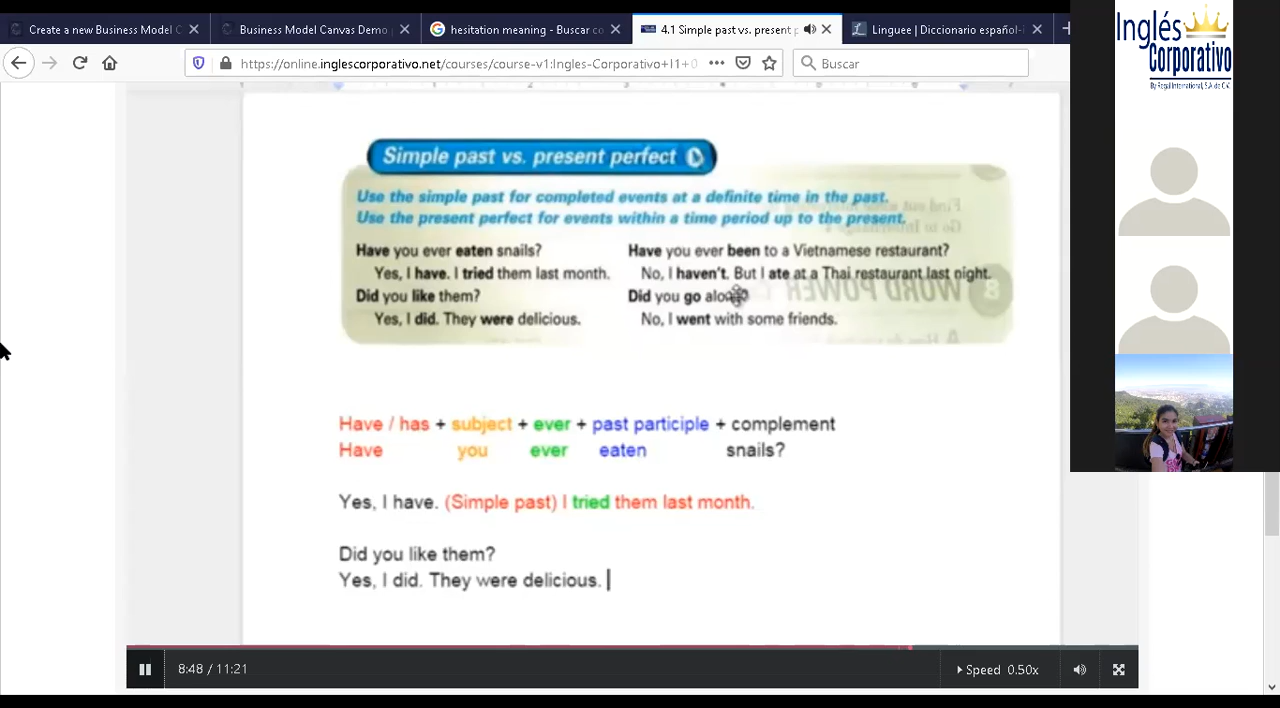 Create a new Business Model C
Business Model Canvas Demo
hesitation meaning - Buscar co
4.1 Simple past vs. present p
Linguee | Diccionario español-i
https://online.inglescorporativo.net/courses/course-v1:Ingles-Corporativo+I1+0
Buscar
Inglés
Corporativo
By Regal International, S.A. de C.V.
Simple past vs. present perfect
Use the simple past for completed events at a definite time in the past.
Use the present perfect for events within a time period up to the present.
Have you ever eaten snails?
Yes, I have. I tried them last month.
Did you like them?
Yes, I did. They were delicious.
Have you ever been to a Vietnamese restaurant?
No, I haven't. But I ate at a Thai restaurant last night.
Did you go alone?
No, I went with some friends.
WORD POWER
Have / has + subject + ever + past participle + complement
Have you ever eaten snails?
Yes, I have. (Simple past) I tried them last month.
Did you like them?
Yes, I did. They were delicious.
8:48 / 11:21
Speed 0.50x